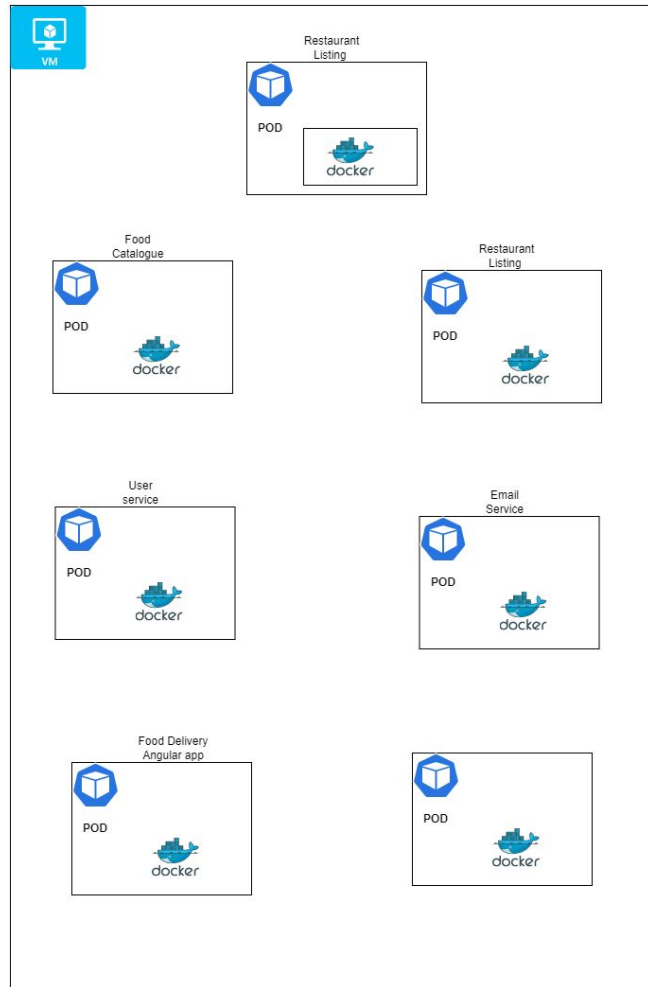 VM
Restaurant
Listing
POD
docker
Food
Catalogue
POD
docker
Restaurant
Listing
POD
docker
User
service
POD
docker
Email
Service
POD
docker
Food Delivery
Angular app
POD
docker
POD
docker